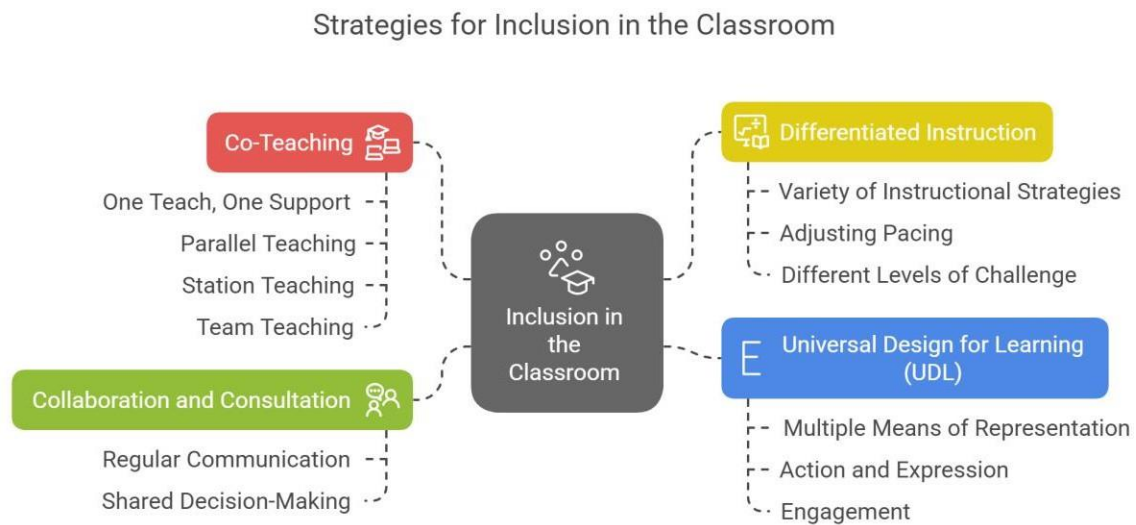 Strategies for Inclusion in the Classroom
Co-Teaching
One Teach, One Support
Parallel Teaching
Station Teaching
Team Teaching
Collaboration and Consultation
Regular Communication
Shared Decision-Making
Inclusion in
the
Classroom
Differentiated Instruction
Variety of Instructional Strategies
Adjusting Pacing
Different Levels of Challenge
E
Universal Design for Learning
(UDL)
Multiple Means of Representation
Action and Expression
Engagement